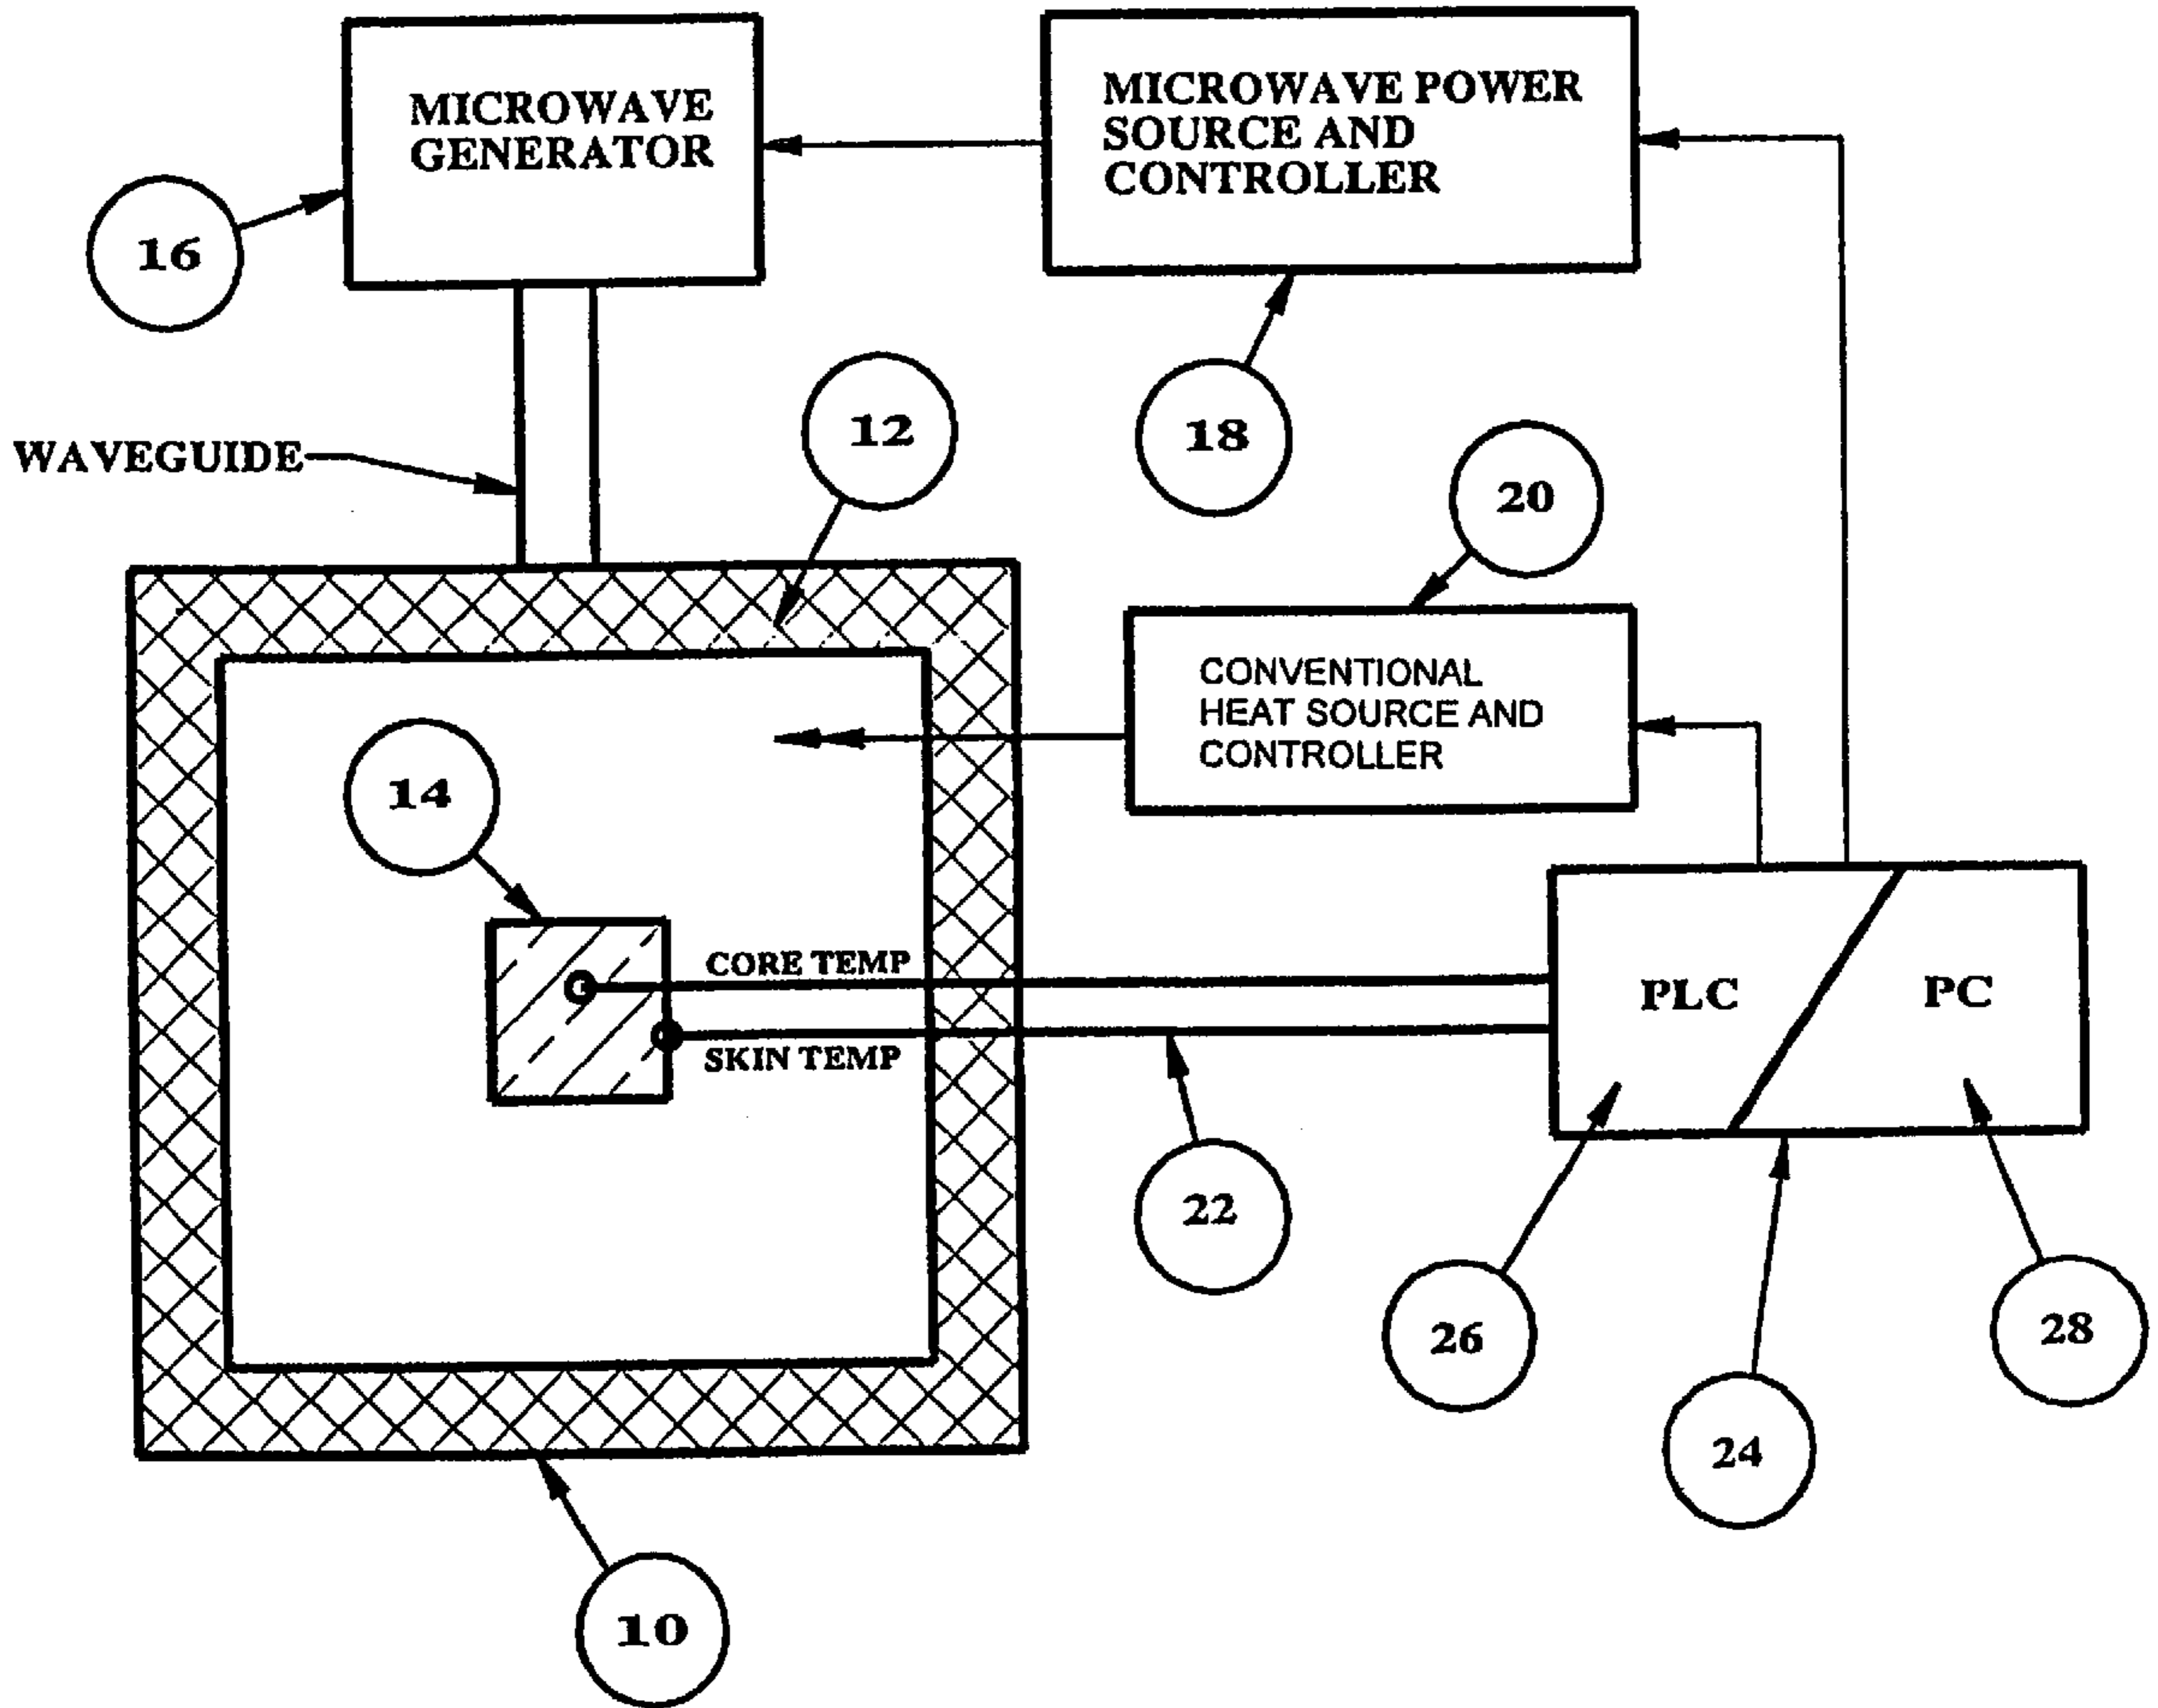 MICROWAVE
GENERATOR
MICROWAVE POWER
SOURCE AND
CONTROLLER
16
12
18
WAVEGUIDE
20
CONVENTIONAL
HEAT SOURCE AND
CONTROLLER
14
CORE TEMP
SKIN TEMP
PLC
PC
22
26
28
24
10